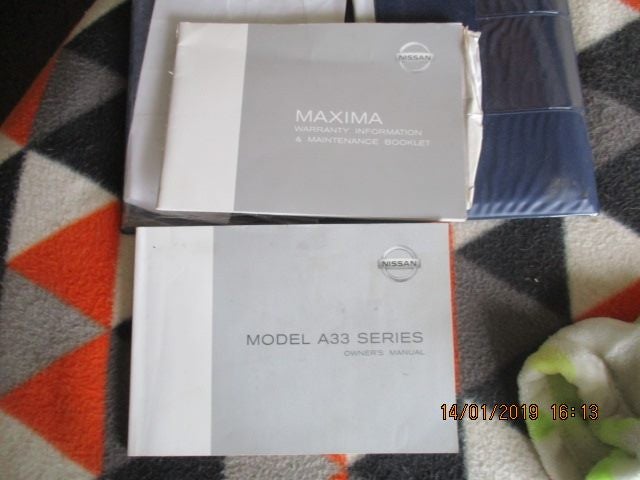 NISSAN
MAXIMA
WARRANTY INFORMATION
& MAINTENANCE BOOKLET
NISSAN
MODEL A33 SERIES
OWNER'S MANUAL
14/01/2019 16:13